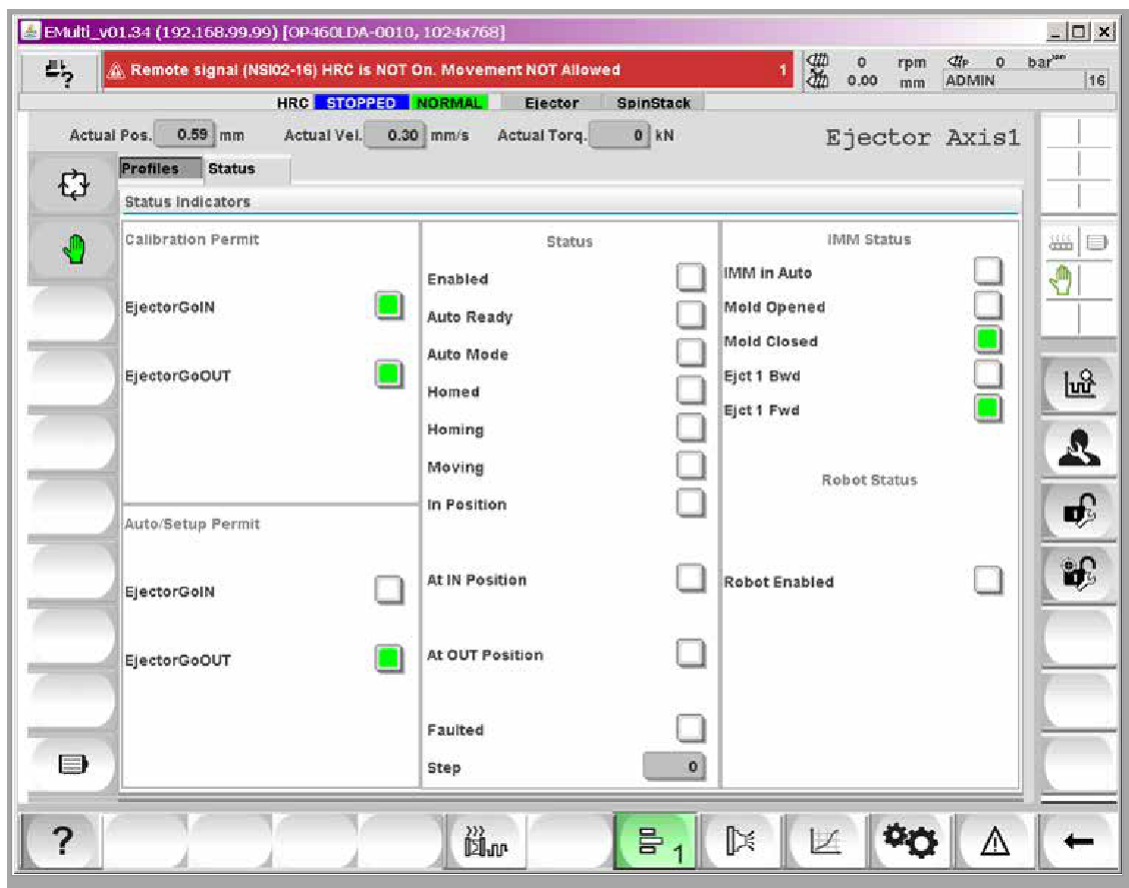 EMulti_v01.34 (192.168.99.99) [OP460LDA-0010, 1024x768]
Remote signal (NSI02-16) HRC is NOT On. Movement NOT Allowed 1
0 rpm 0 bar
0.00 mm ADMIN 16
HRC STOPPED NORMAL Ejector SpinStack
Actual Pos. 0.59 mm Actual Vel. 0.30 mm/s Actual Torq. 0 kN Ejector Axis1
Profiles Status
Status Indicators
Calibration Permit
EjectorGoIN
EjectorGoOUT
Auto/Setup Permit
EjectorGoIN
EjectorGoOUT
Status
Enabled
Auto Ready
Auto Mode
Homed
Homing
Moving
In Position
At IN Position
At OUT Position
Faulted
Step 0
IMM Status
IMM in Auto
Mold Opened
Mold Closed
Ejct 1 Bwd
Ejct 1 Fwd
Robot Status
Robot Enabled
? 1